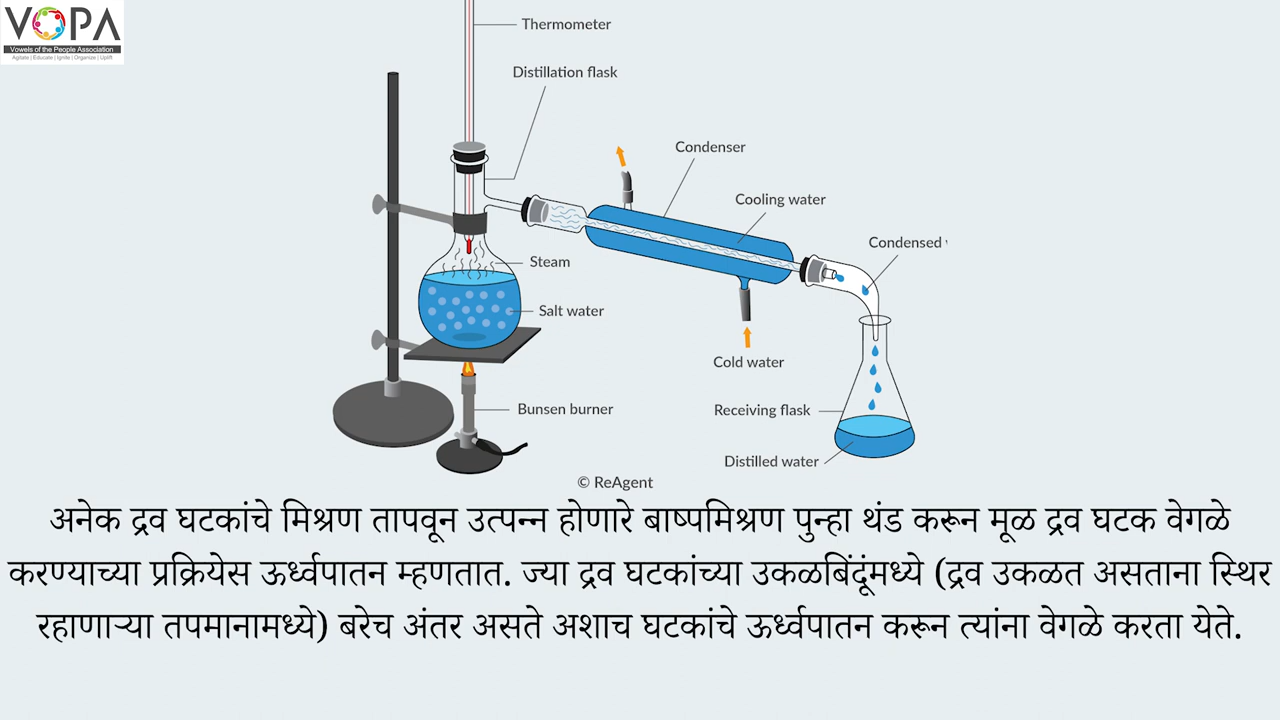 VOPA
Vowels of the People Association
Agitate | Educate | Ignite | Organize | Uplift
Thermometer
Distillation flask
Condenser
Cooling water
Condensed
Steam
Salt water
Cold water
Bunsen burner
Receiving flask
Distilled water
© ReAgent
अनेक द्रव घटकांचे मिश्रण तापवून उत्पन्न होणारे बाष्पमिश्रण पुन्हा थंड करून मूळ द्रव घटक वेगळे
करण्याच्या प्रक्रियेस ऊर्ध्वपातन म्हणतात. ज्या द्रव घटकांच्या उकळबिंदूंमध्ये (द्रव उकळत असताना स्थिर
रहाणाऱ्या तपमानामध्ये) बरेच अंतर असते अशाच घटकांचे ऊर्ध्वपातन करून त्यांना वेगळे करता येते.